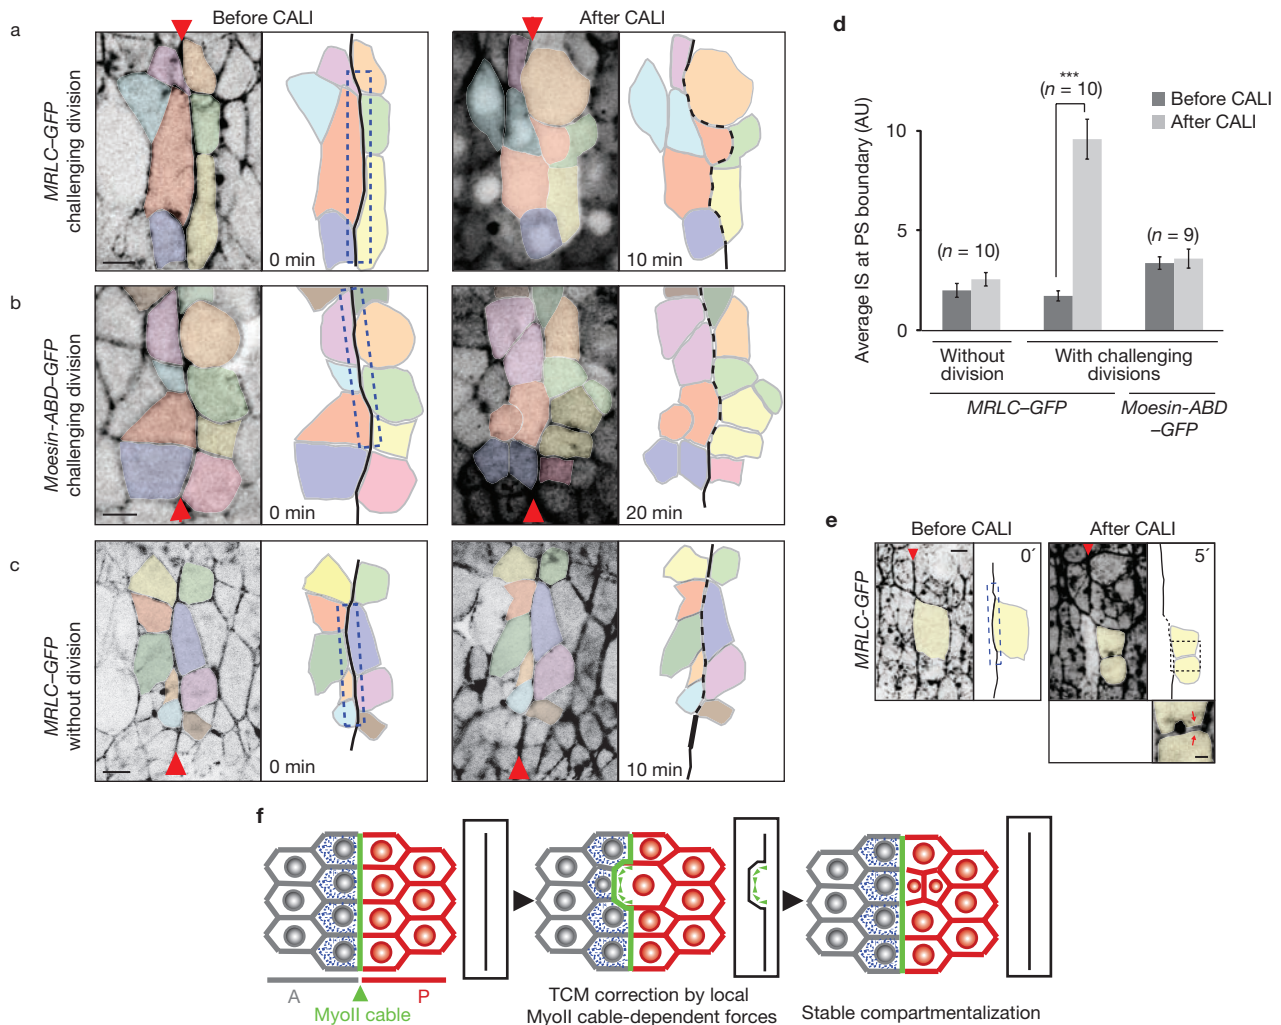 a
Before CALI
After CALI
MRLC–GFP
challenging division
0 min
10 min
b
Moesin-ABD–GFP
challenging division
0 min
20 min
c
MRLC–GFP
without division
0 min
10 min
d
Average IS at PS boundary (AU)
10
5
0
(n = 10)
***
(n = 10)
(n = 9)
Before CALI
After CALI
Without
division
With challenging
divisions
MRLC–GFP
Moesin-ABD
–GFP
e
Before CALI
After CALI
MRLC–GFP
0′
5′
f
A
P
MyoII cable
TCM correction by local
MyoII cable-dependent forces
Stable compartmentalization